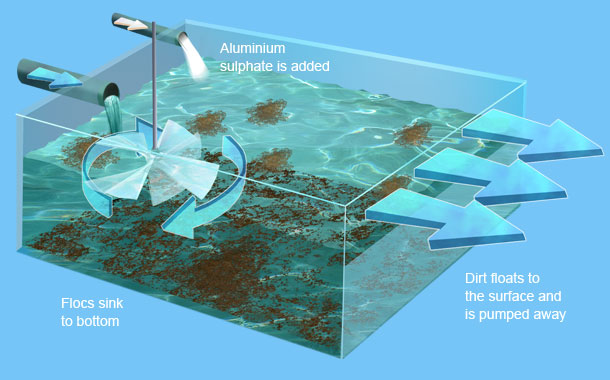 Aluminium
sulphate is added
Flocs sink
to bottom
Dirt floats to
the surface and
is pumped away